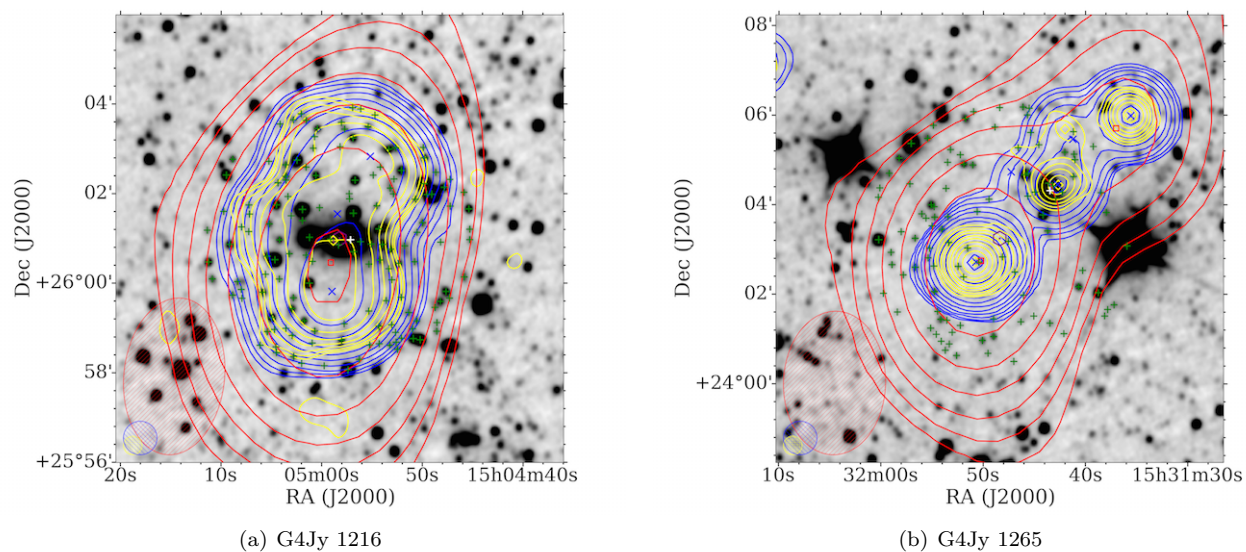 04'
02'
+26°00'
58'
+25°56'
20s
10s
05m00s
50s
15h04m40s
Dec (J2000)
RA (J2000)
(a) G4Jy 1216
08'
06'
04'
02'
+24°00'
10s
32m00s
50s
40s
15h31m30s
Dec (J2000)
RA (J2000)
(b) G4Jy 1265